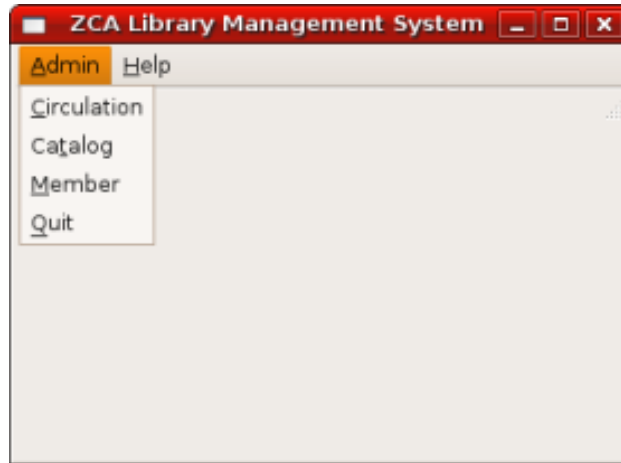 ZCA Library Management System
Admin Help
Circulation
Catalog
Member
Quit